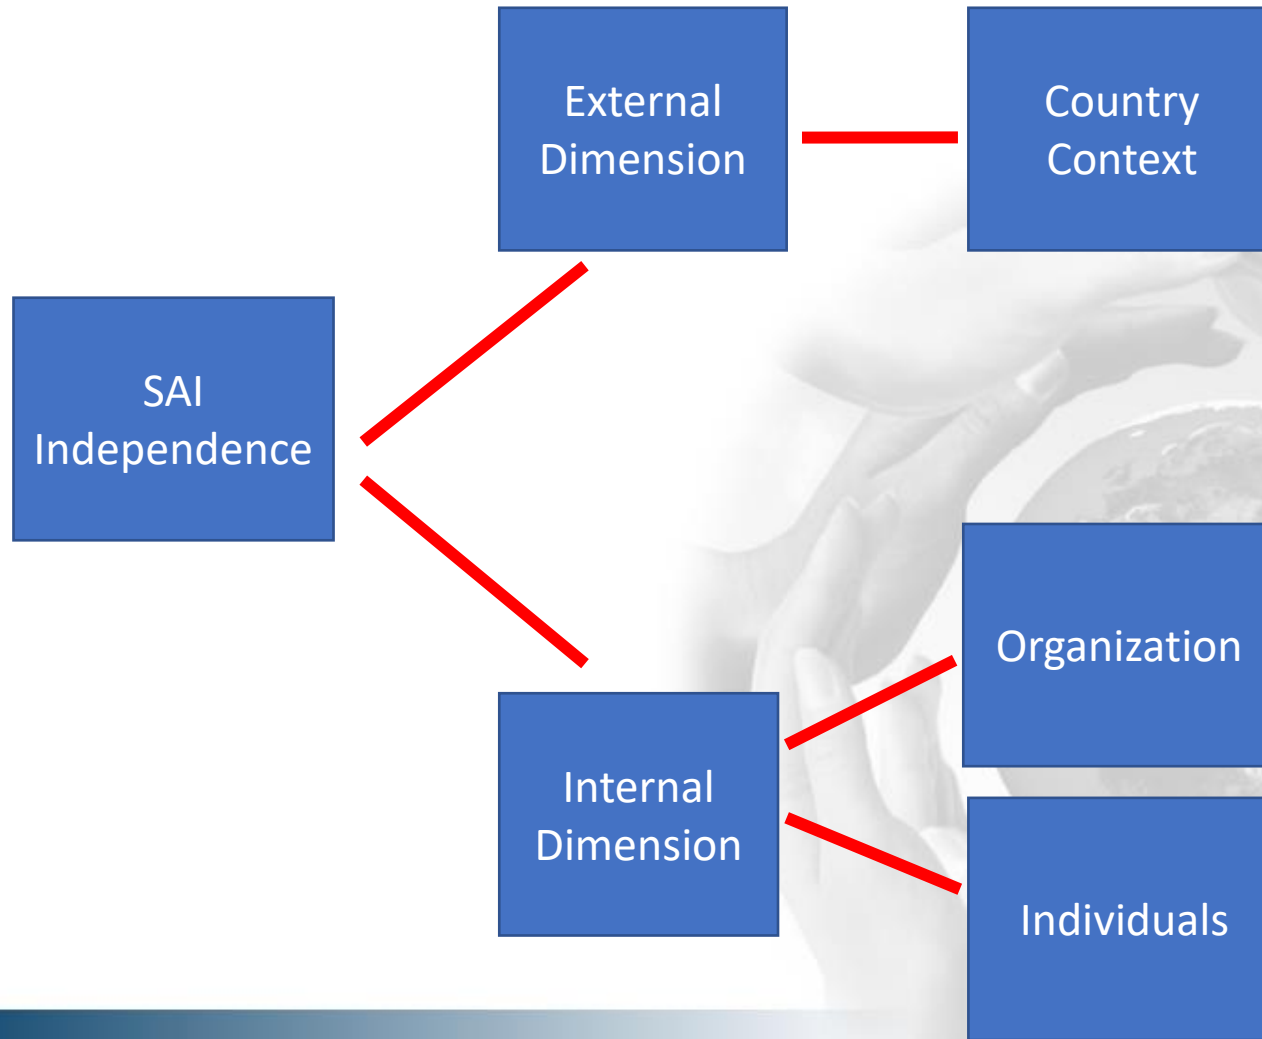 External
Dimension
Country
Context
SAI
Independence
Organization
Internal
Dimension
Individuals